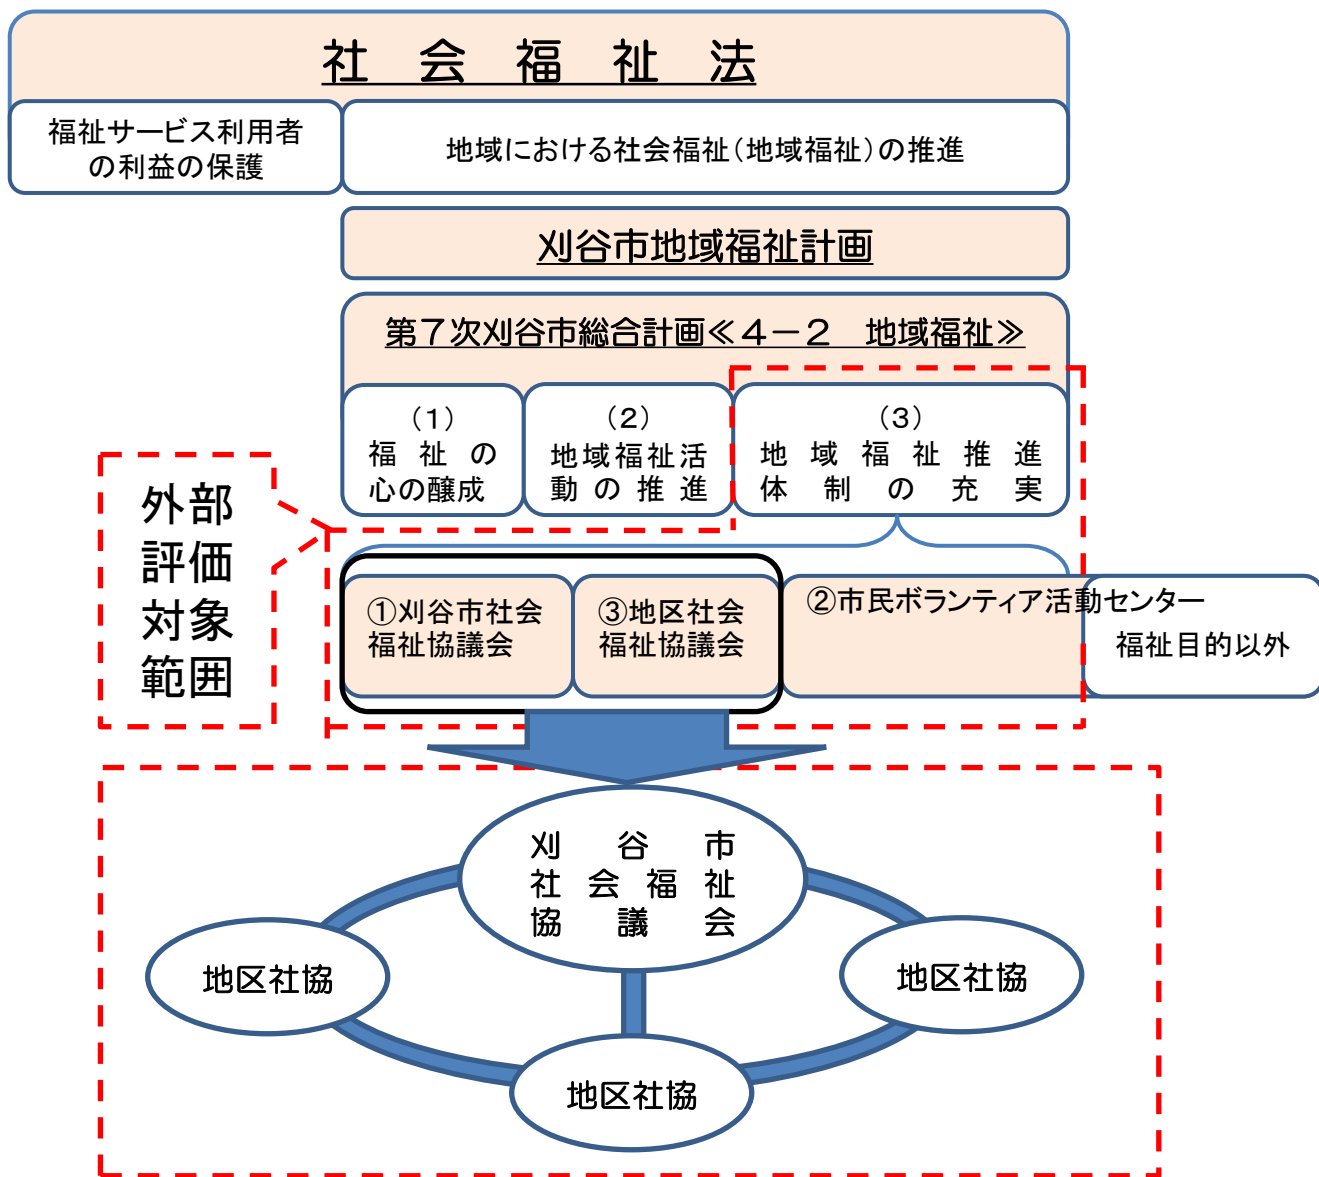 社　会　福　祉　法
福祉サービス利用者
の利益の保護
地域における社会福祉（地域福祉）の推進
刈谷市地域福祉計画
第７次刈谷市総合計画≪４－２　地域福祉≫
（１）
福祉の
心の醸成
（２）
地域福祉活
動の推進
（３）
地域福祉推進
体制の充実
外部
評価
対象
範囲
①刈谷市社会
福祉協議会
③地区社会
福祉協議会
②市民ボランティア活動センター
福祉目的以外
刈谷市
社会福祉
協議会
地区社協
地区社協
地区社協